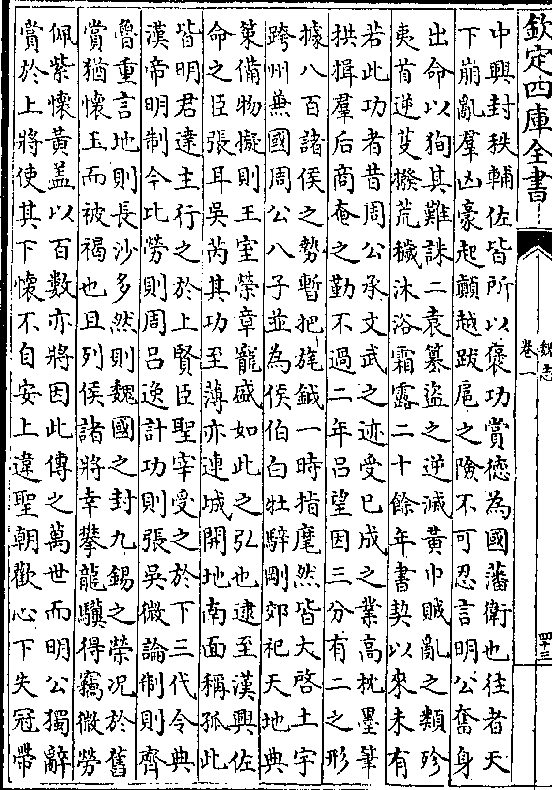 欽定四庫全書
魏志
卷一
四十三
中興封秩輔佐皆所以褒功賞德為國藩衛也往者天
下崩亂羣凶豪起顛越跋扈之險不可忍言明公奮身
出命以狥其難誅二袁篡盜之逆滅黃巾賊亂之類殄
夷首逆芟撥荒穢沐浴霜露二十餘年書契以來未有
若此功者昔周公承文武之迹受已成之業高枕墨筆
拱揖羣后商奄之勤不過二年吕望因三分有二之形
據八百諸侯之勢暫把旄鉞一時指麾然皆大啓土宇
跨州兼國周公八子並為侯伯白牡騂剛郊祀天地典
䇿備物擬則王室榮章寵盛如此之弘也逮至漢興佐
命之臣張耳吳芮其功至薄亦連城開地南面稱孤此
皆明君達主行之於上賢臣聖宰受之於下三代令典
漢帝明制今比勞則周吕逸計功則張吳微論制則齊
魯重言地則長沙多然則魏國之封九錫之榮況於舊
賞猶懷玉而被褐也且列侯諸將幸攀龍驥得竊微勞
佩紫懷黃盖以百數亦將因此傳之萬世而明公獨辭
賞於上將使其下懷不自安上違聖朝歡心下失冠帶